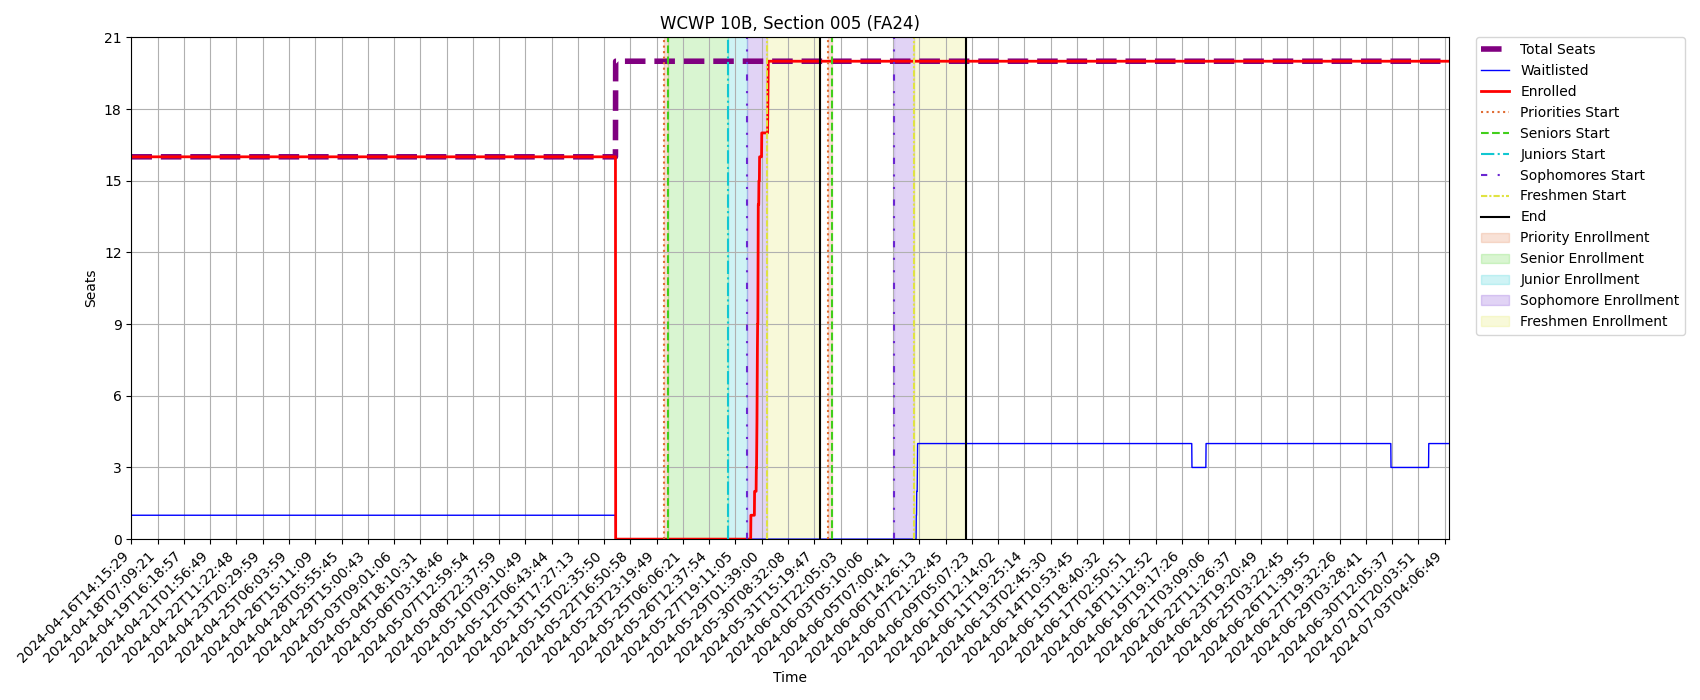 WCWP 10B, Section 005 (FA24)
Seats
21
18
15
12
9
6
3
0
2024-04-16T14:15:29
2024-04-18T07:09:21
2024-04-19T16:18:57
2024-04-21T01:56:49
2024-04-22T11:22:48
2024-04-23T20:29:59
2024-04-25T06:03:59
2024-04-26T15:11:09
2024-04-28T05:55:45
2024-04-29T15:00:43
2024-05-03T09:01:06
2024-05-04T18:10:31
2024-05-06T03:18:46
2024-05-07T12:59:54
2024-05-08T22:37:59
2024-05-10T09:10:49
2024-05-12T06:43:44
2024-05-13T17:27:13
2024-05-15T02:35:50
2024-05-22T16:50:58
2024-05-23T23:19:49
2024-05-25T06:06:21
2024-05-26T12:37:54
2024-05-27T19:11:05
2024-05-29T01:39:00
2024-05-30T08:32:08
2024-05-31T15:19:47
2024-06-01T22:05:03
2024-06-03T05:10:06
2024-06-05T07:00:41
2024-06-06T14:26:13
2024-06-07T21:22:45
2024-06-09T05:07:23
2024-06-10T12:14:02
2024-06-11T19:25:14
2024-06-13T02:45:30
2024-06-14T10:53:45
2024-06-15T18:40:32
2024-06-17T02:50:51
2024-06-18T11:12:52
2024-06-19T19:17:26
2024-06-21T03:09:06
2024-06-22T11:26:37
2024-06-23T19:20:49
2024-06-25T03:22:45
2024-06-26T11:39:55
2024-06-27T19:32:26
2024-06-29T03:28:41
2024-06-30T12:05:37
2024-07-01T20:03:51
2024-07-03T04:06:49
Time
Total Seats
Waitlisted
Enrolled
Priorities Start
Seniors Start
Juniors Start
Sophomores Start
Freshmen Start
End
Priority Enrollment
Senior Enrollment
Junior Enrollment
Sophomore Enrollment
Freshmen Enrollment